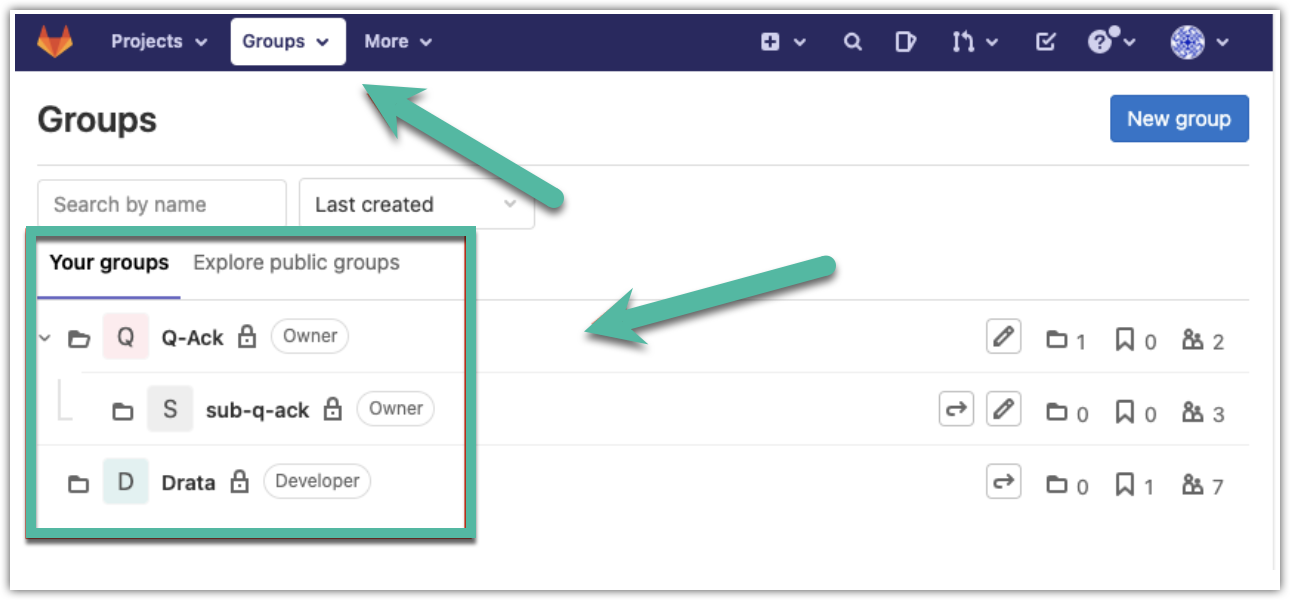 Projects Groups More
Groups
New group
Search by name Last created
Your groups Explore public groups
Q Q-Ack Owner 1 0 2
S sub-q-ack Owner 0 0 3
D Drata Developer 0 1 7